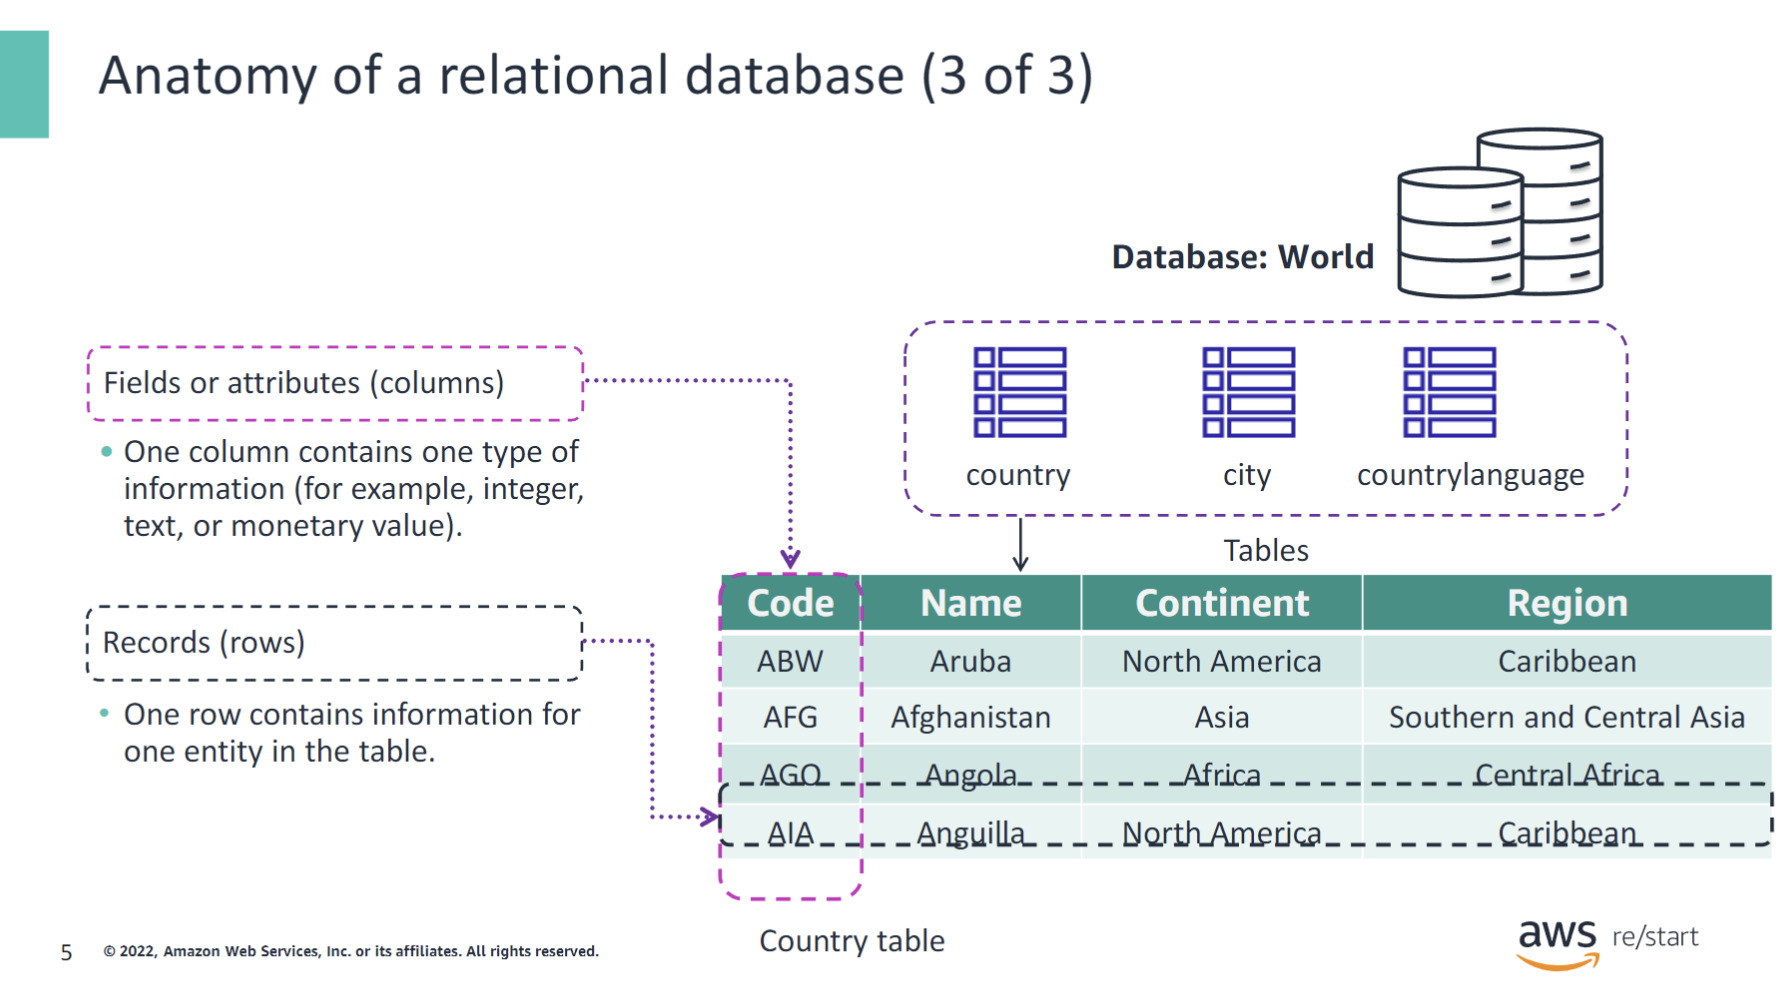 Anatomy of a relational database (3 of 3)
Database: World
country city countrylanguage
Tables
Fields or attributes (columns)
• One column contains one type of
information (for example, integer,
text, or monetary value).
Records (rows)
• One row contains information for
one entity in the table.
Code Name Continent Region
ABW Aruba North America Caribbean
AFG Afghanistan Asia Southern and Central Asia
AGO Angola Africa Central Africa
AIA Anguilla North America Caribbean
Country table
5 © 2022, Amazon Web Services, Inc. or its affiliates. All rights reserved.
aws re/start